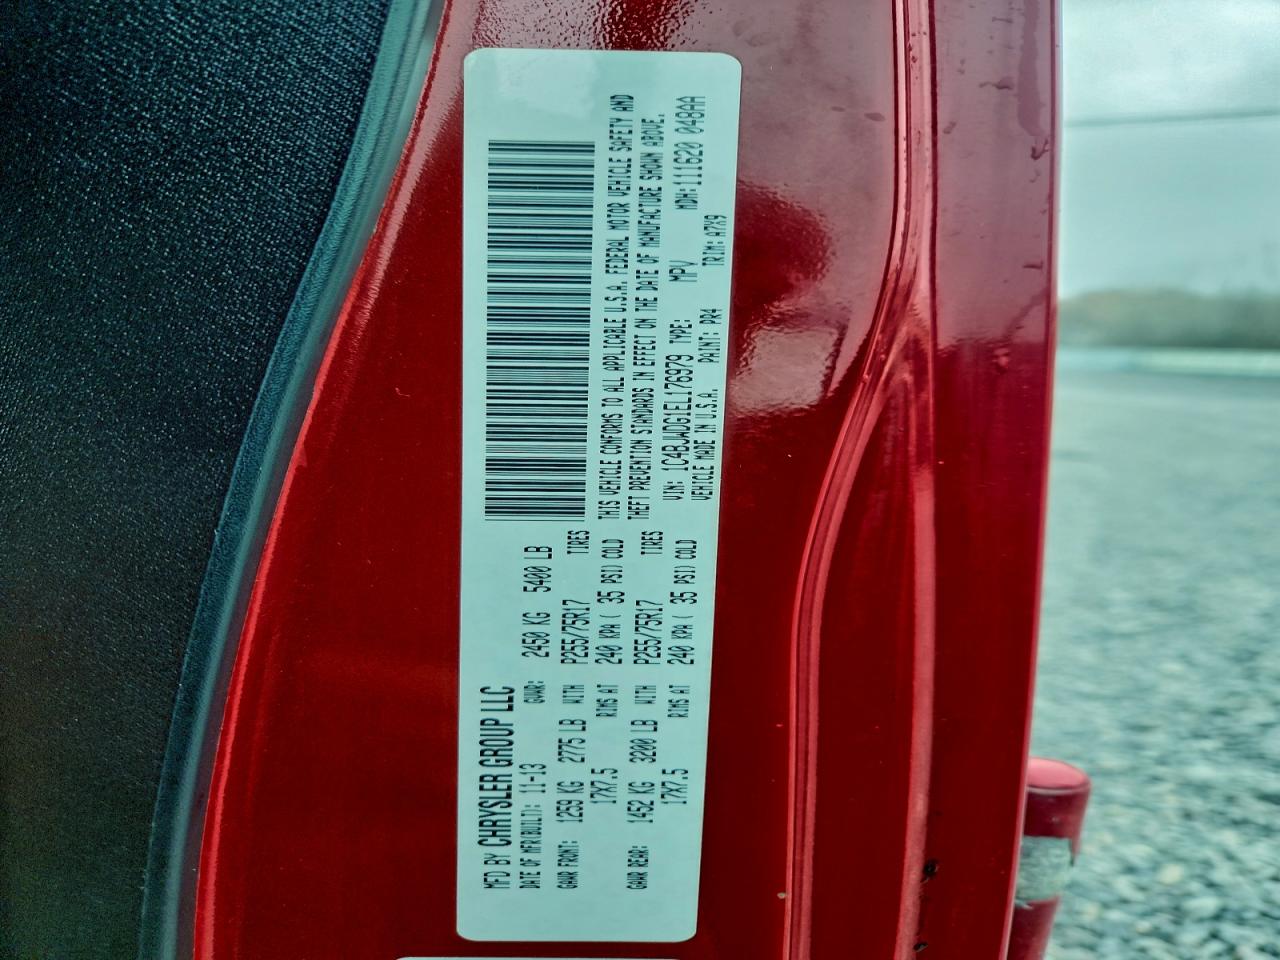 MFD BY CHRYSLER GROUP LLC
DATE OF MFR(BUILT): 11-13 GVWR: 2450 KG 5400 LB
GAWR FRONT: 1259 KG 2775 LB WITH P255/75R17 TIRES
17X7.5 RIMS AT 240 KPA ( 35 PSI) COLD
GAWR REAR: 1452 KG 3200 LB WITH P255/75R17 TIRES
17X7.5 RIMS AT 240 KPA ( 35 PSI) COLD
THIS VEHICLE CONFORMS TO ALL APPLICABLE U.S.A. FEDERAL MOTOR VEHICLE SAFETY AND
THEFT PREVENTION STANDARDS IN EFFECT ON THE DATE OF MANUFACTURE SHOWN ABOVE.
VIN: 1C4BJWDG1EL176979 TYPE: MPV MDH:111620 048AA
VEHICLE MADE IN U.S.A. PAINT: PR4 TRIM: A7X9